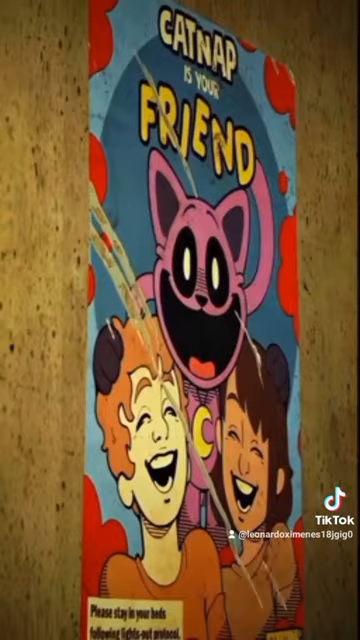 CATNAP
IS YOUR
FRIEND
TikTok
@leonardoximenes18jgig0
Please stay in your beds
following lights-out protocol.